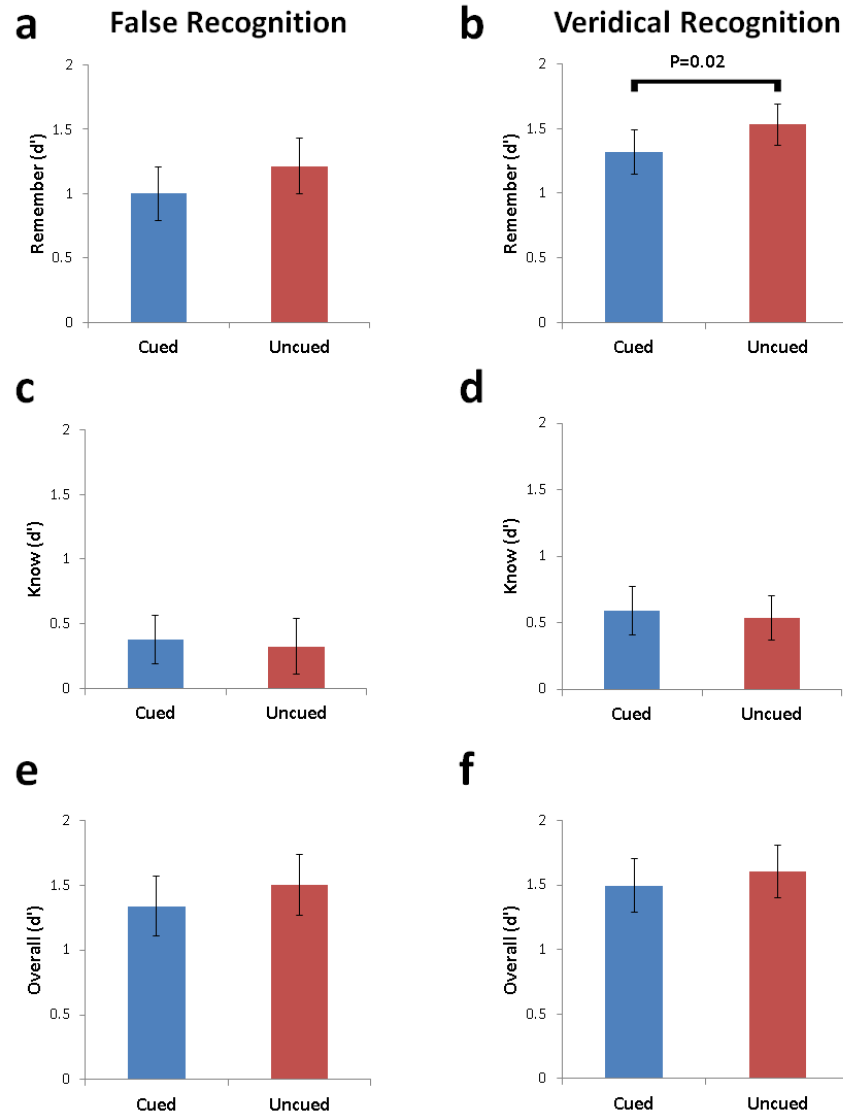 a False Recognition
b Veridical Recognition
P=0.02
2
1.5
1
0.5
0
Remember (d')
Cued Uncued
2
1.5
1
0.5
0
Remember (d')
Cued Uncued
c
2
1.5
1
0.5
0
Know (d')
Cued Uncued
d
2
1.5
1
0.5
0
Know (d')
Cued Uncued
e
2
1.5
1
0.5
0
Overall (d')
Cued Uncued
f
2
1.5
1
0.5
0
Overall (d')
Cued Uncued